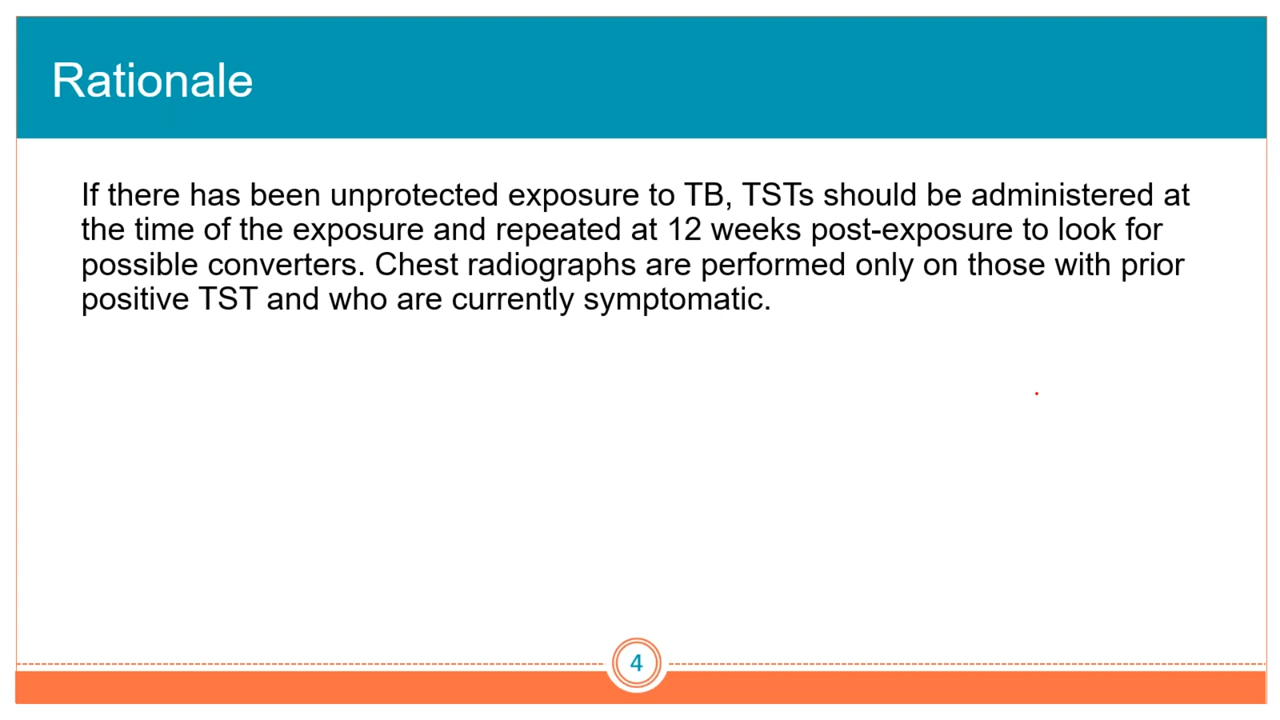 Rationale
If there has been unprotected exposure to TB, TSTs should be administered at
the time of the exposure and repeated at 12 weeks post-exposure to look for
possible converters. Chest radiographs are performed only on those with prior
positive TST and who are currently symptomatic.
4